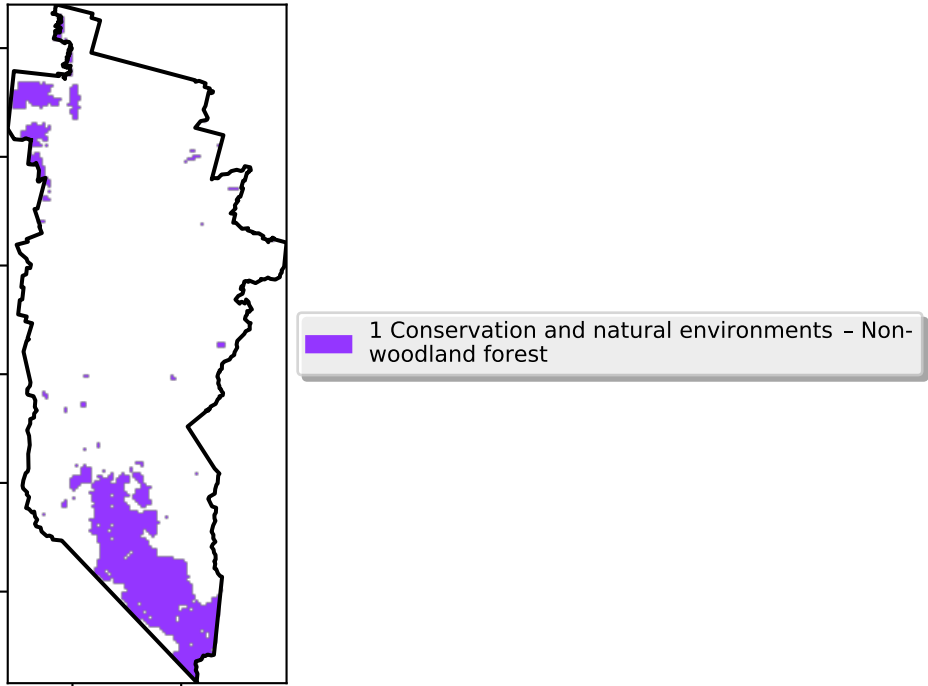 1 Conservation and natural environments – Non-
woodland forest